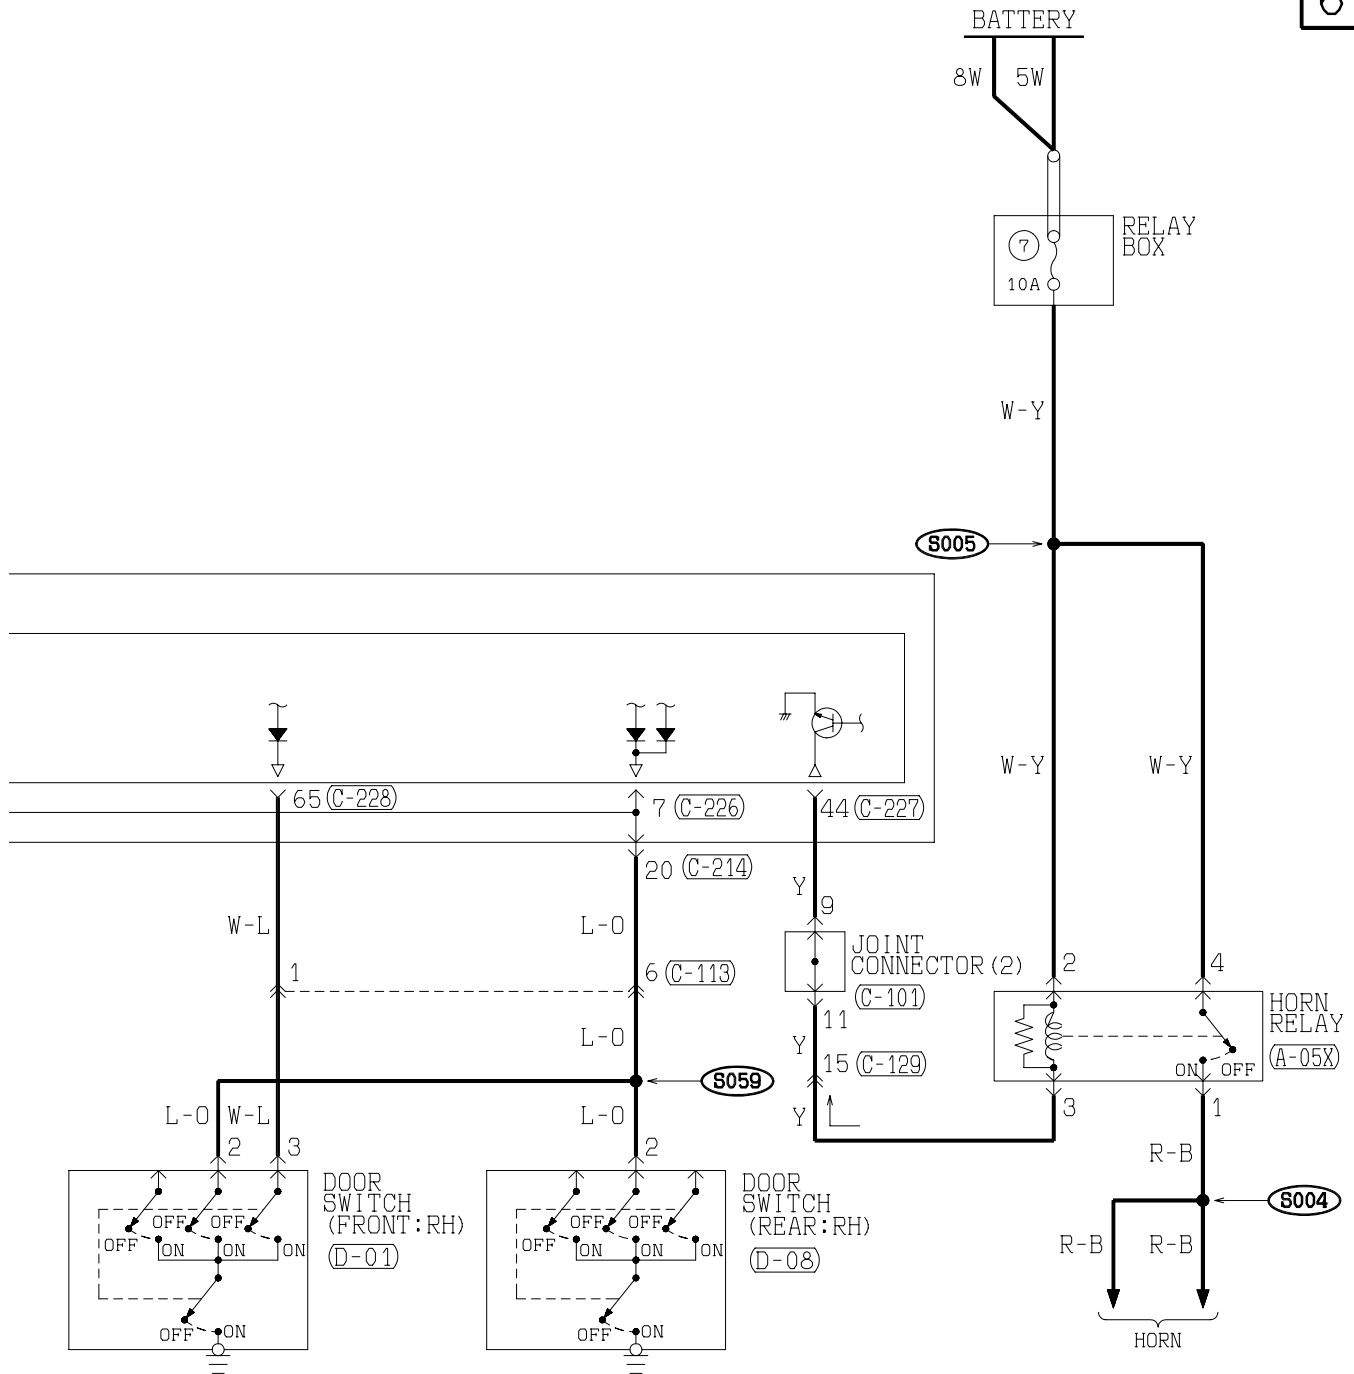 BATTERY
8W
5W
RELAY
BOX
7
10A
W-Y
S005
W-Y
W-Y
65 (C-228)
7 (C-226)
44 (C-227)
20 (C-214)
Y
9
W-L
L-O
JOINT
CONNECTOR(2)
(C-101)
1
6 (C-113)
2
4
HORN
RELAY
(A-05X)
11
L-O
Y
15 (C-129)
ON
OFF
S059
3
1
L-O
W-L
L-O
Y
2
3
2
R-B
DOOR
SWITCH
(FRONT:RH)
(D-01)
OFF
OFF
OFF
ON
ON
ON
OFF
ON
DOOR
SWITCH
(REAR:RH)
(D-08)
OFF
OFF
OFF
ON
ON
ON
OFF
ON
S004
R-B
R-B
HORN